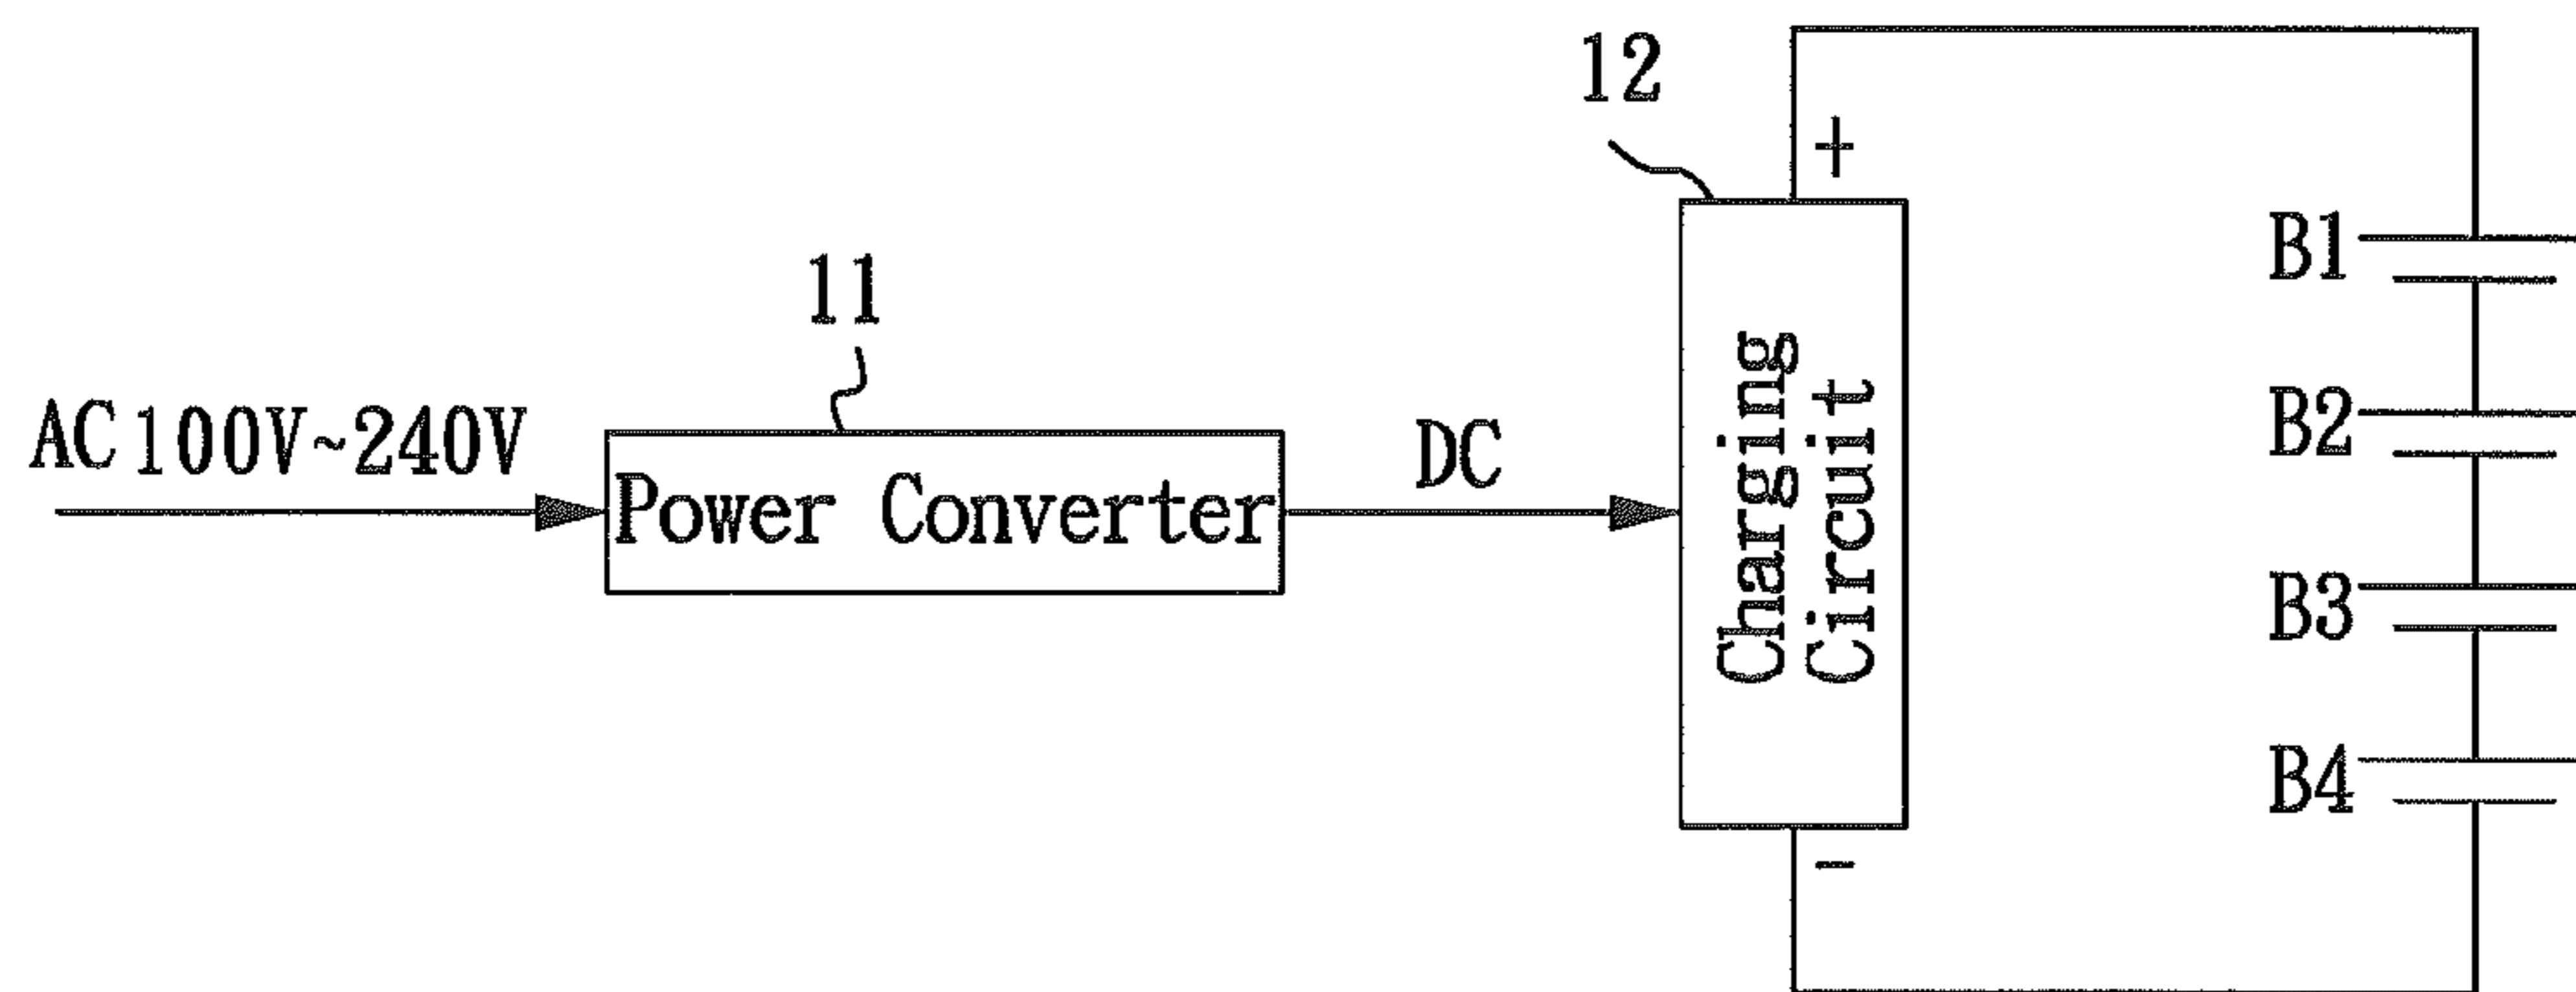 12
+
11
AC 100V~240V
Power Converter
DC
Charging
Circuit
-
B1
B2
B3
B4